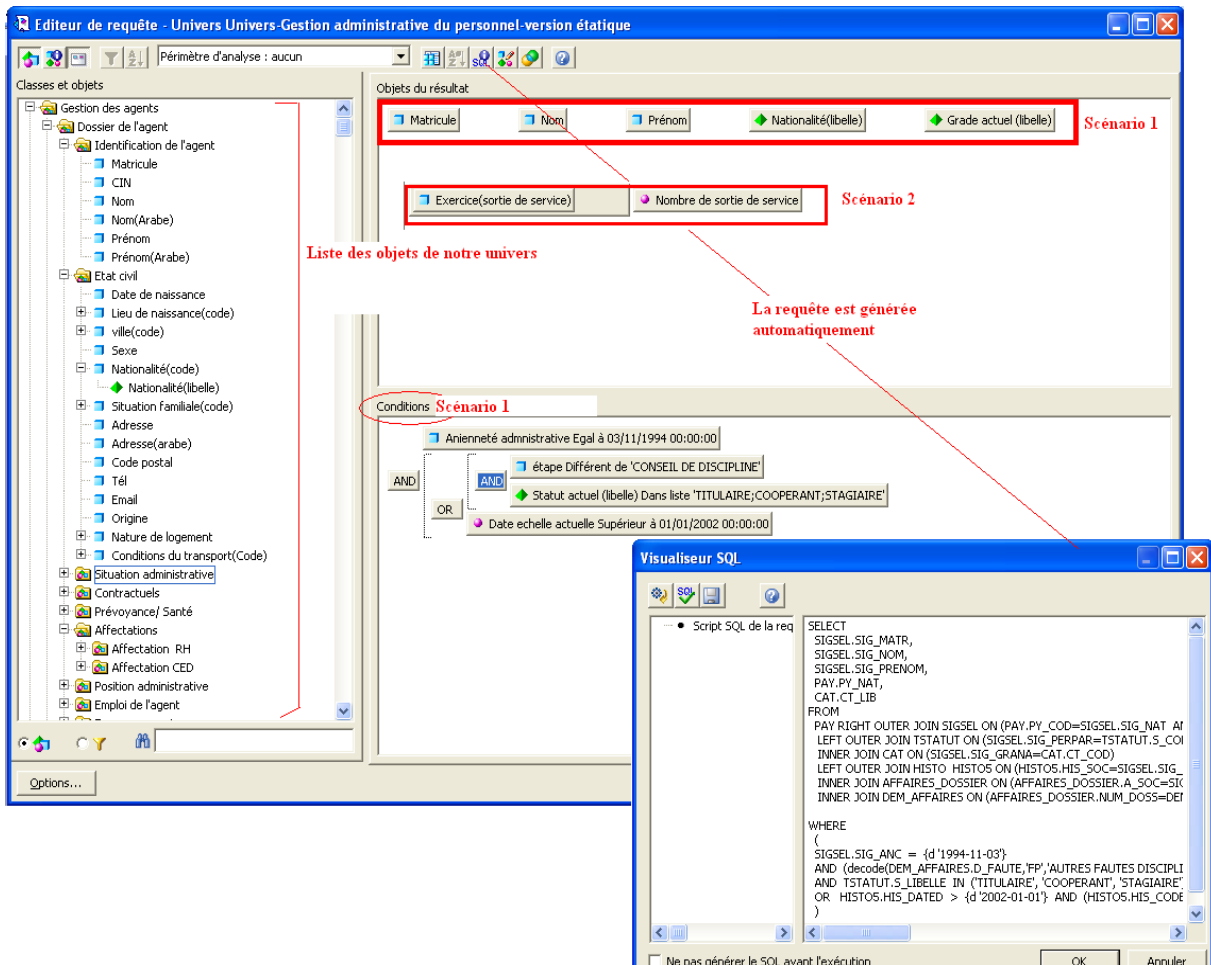 Editeur de requête - Univers Univers-Gestion administrative du personnel-version étatique
Périmètre d'analyse : aucun
SQL
Classes et objets
Gestion des agents
Dossier de l'agent
Identification de l'agent
Matricule
CIN
Nom
Nom(Arabe)
Prénom
Prénom(Arabe)
Etat civil
Date de naissance
Lieu de naissance(code)
ville(code)
Sexe
Nationalité(code)
Nationalité(libelle)
Situation familiale(code)
Adresse
Adresse(arabe)
Code postal
Tél
Email
Origine
Nature de logement
Conditions du transport(Code)
Situation administrative
Contractuels
Prévoyance/ Santé
Affectations
Affectation RH
Affectation CED
Position administrative
Emploi de l'agent
Options...
Liste des objets de notre univers
Objets du résultat
Matricule Nom Prénom Nationalité(libelle) Grade actuel (libelle)
Scénario 1
Exercice(sortie de service) Nombre de sortie de service
Scénario 2
La requête est générée
automatiquement
Conditions Scénario 1
Anienneté admnistrative Egal à 03/11/1994 00:00:00
AND
AND
étape Différent de 'CONSEIL DE DISCIPLINE'
Statut actuel (libelle) Dans liste 'TITULAIRE;COOPERANT;STAGIAIRE'
OR
Date echelle actuelle Supérieur à 01/01/2002 00:00:00
Visualiseur SQL
SQL
Script SQL de la req
SELECT
SIGSEL.SIG_MATR,
SIGSEL.SIG_NOM,
SIGSEL.SIG_PRENOM,
PAY.PY_NAT,
CAT.CT_LIB
FROM
PAY RIGHT OUTER JOIN SIGSEL ON (PAY.PY_COD=SIGSEL.SIG_NAT
LEFT OUTER JOIN TSTATUT ON (SIGSEL.SIG_PERPAR=TSTATUT.S_
INNER JOIN CAT ON (SIGSEL.SIG_GRANA=CAT.CT_COD)
LEFT OUTER JOIN HISTO HISTO5 ON (HISTO5.HIS_SOC=SIGSEL.SIG_
INNER JOIN AFFAIRES_DOSSIER ON (AFFAIRES_DOSSIER.A_SOC=
INNER JOIN DEM_AFFAIRES ON (AFFAIRES_DOSSIER.NUM_DOSS=
WHERE
(
SIGSEL.SIG_ANC = {d '1994-11-03'}
AND (decode(DEM_AFFAIRES.D_FAUTE,'FP','AUTRES FAUTES DISCIPLI
AND TSTATUT.S_LIBELLE IN ('TITULAIRE', 'COOPERANT', 'STAGIAIRE'
OR HISTO5.HIS_DATED > {d '2002-01-01'} AND (HISTO5.HIS_CODE
)
Ne pas générer le SQL avant l'exécution
OK Annuler